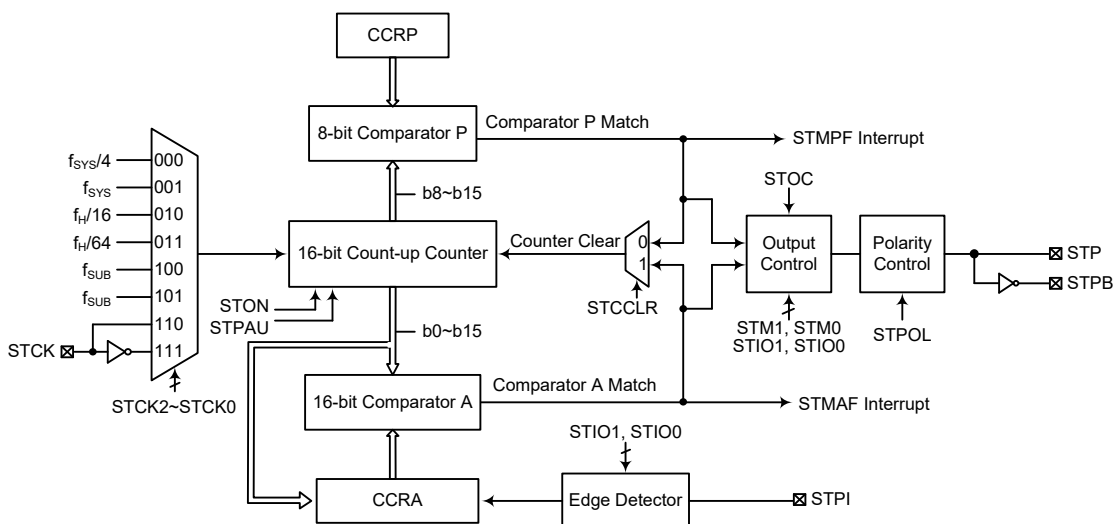 CCRP
8-bit Comparator P
Comparator P Match
STMPF Interrupt
b8~b15
fSYS/4
000
fSYS
001
fH/16
010
fH/64
011
fSUB
100
fSUB
101
110
111
STCK
STCK2~STCK0
16-bit Count-up Counter
STON
STPAU
Counter Clear
0
1
STCCLR
STOC
Output
Control
STM1, STM0
STIO1, STIO0
Polarity
Control
STPOL
STP
STPB
b0~b15
16-bit Comparator A
Comparator A Match
STMAF Interrupt
STIO1, STIO0
CCRA
Edge Detector
STPI